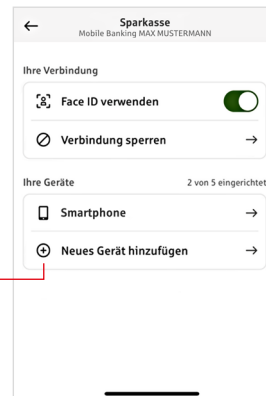 Sparkasse
Mobile Banking MAX MUSTERMANN
Ihre Verbindung
Face ID verwenden
Verbindung sperren
Ihre Geräte 2 von 5 eingerichtet
Smartphone
Neues Gerät hinzufügen